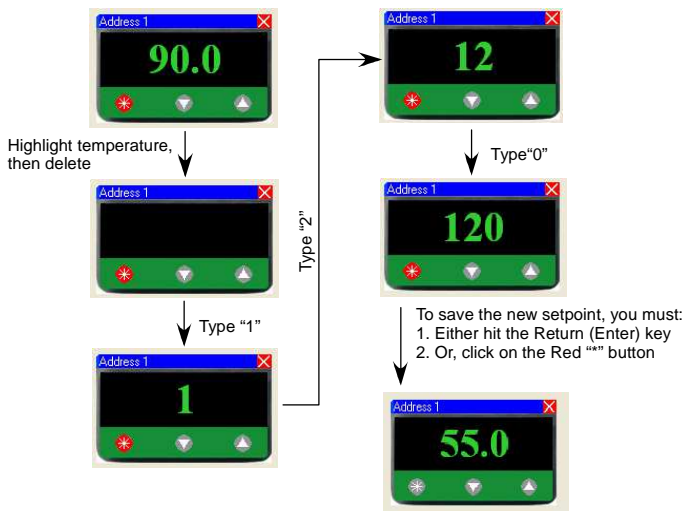 Address 1
90.0
Highlight temperature,
then delete
Address 1
Type “1”
Address 1
1
Type “2”
Address 1
12
Type“0”
Address 1
120
To save the new setpoint, you must:
1. Either hit the Return (Enter) key
2. Or, click on the Red “*” button
Address 1
55.0